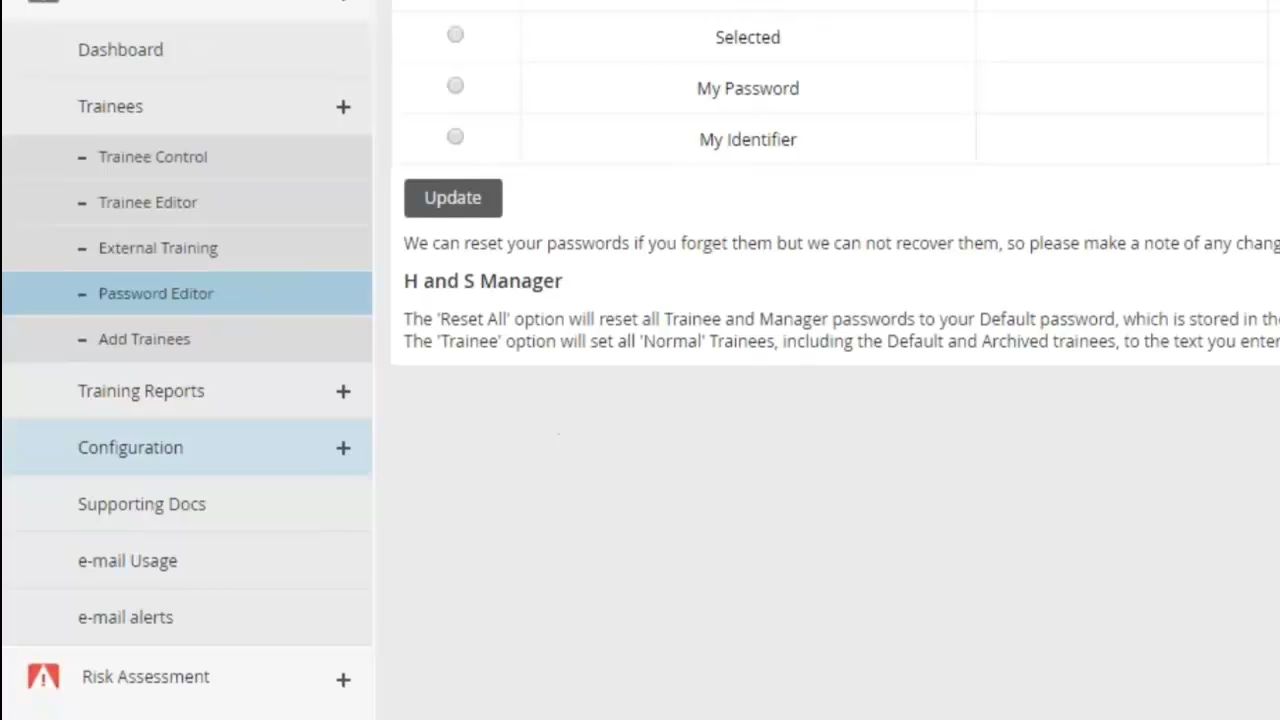 Dashboard
Trainees
Trainee Control
Trainee Editor
External Training
Password Editor
Add Trainees
Training Reports
Configuration
Supporting Docs
e-mail Usage
e-mail alerts
Risk Assessment
Selected
My Password
My Identifier
Update
We can reset your passwords if you forget them but we can not recover them, so please make a note of any
H and S Manager
The 'Reset All' option will reset all Trainee and Manager passwords to your Default password, which is stored in
The 'Trainee' option will set all 'Normal' Trainees, including the Default and Archived trainees, to the text you